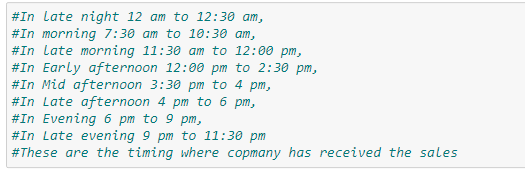 #In late night 12 am to 12:30 am,
#In morning 7:30 am to 10:30 am,
#In late morning 11:30 am to 12:00 pm,
#In Early afternoon 12:00 pm to 2:30 pm,
#In Mid afternoon 3:30 pm to 4 pm,
#In Late afternoon 4 pm to 6 pm,
#In Evening 6 pm to 9 pm,
#In Late evening 9 pm to 11:30 pm
#These are the timing where copmany has received the sales